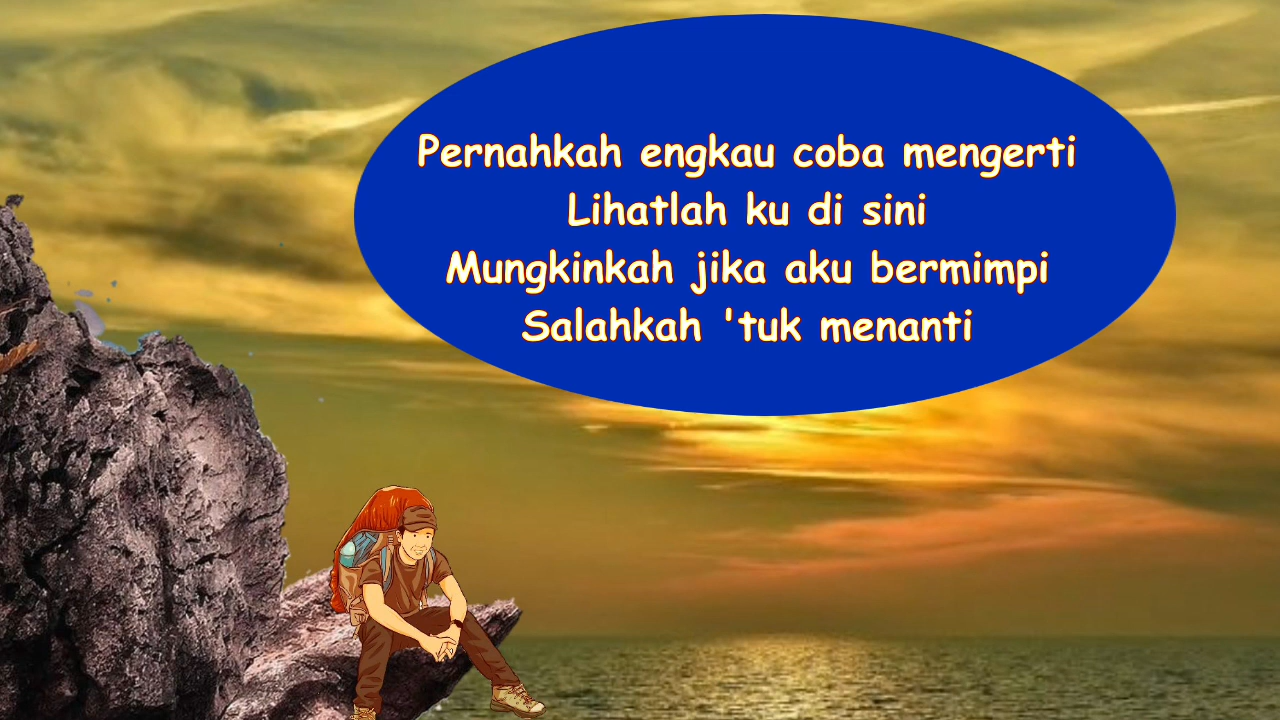 Pernahkah engkau coba mengerti
Lihatlah ku di sini
Mungkinkah jika aku bermimpi
Salahkah 'tuk menanti